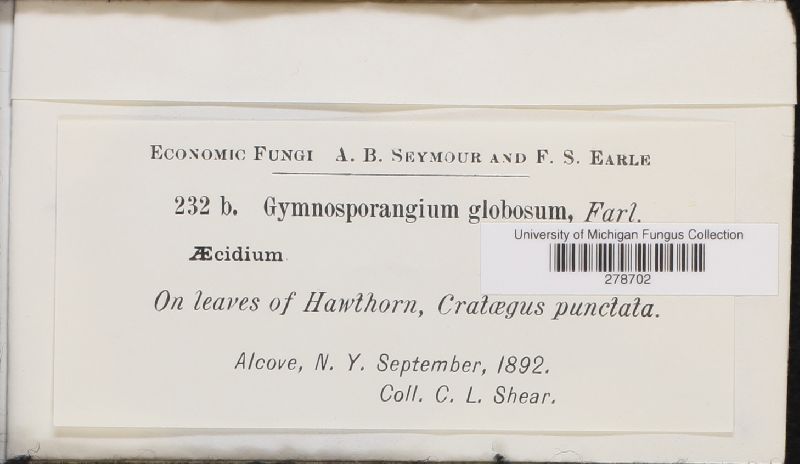 ECONOMIC FUNGI A. B. SEYMOUR AND F. S. EARLE
232 b. Gymnosporangium globosum, Farl.
Æcidium
University of Michigan Fungus Collection
278702
On leaves of Hawthorn, Cratægus punctata.
Alcove, N. Y. September, 1892.
Coll. C. L. Shear.